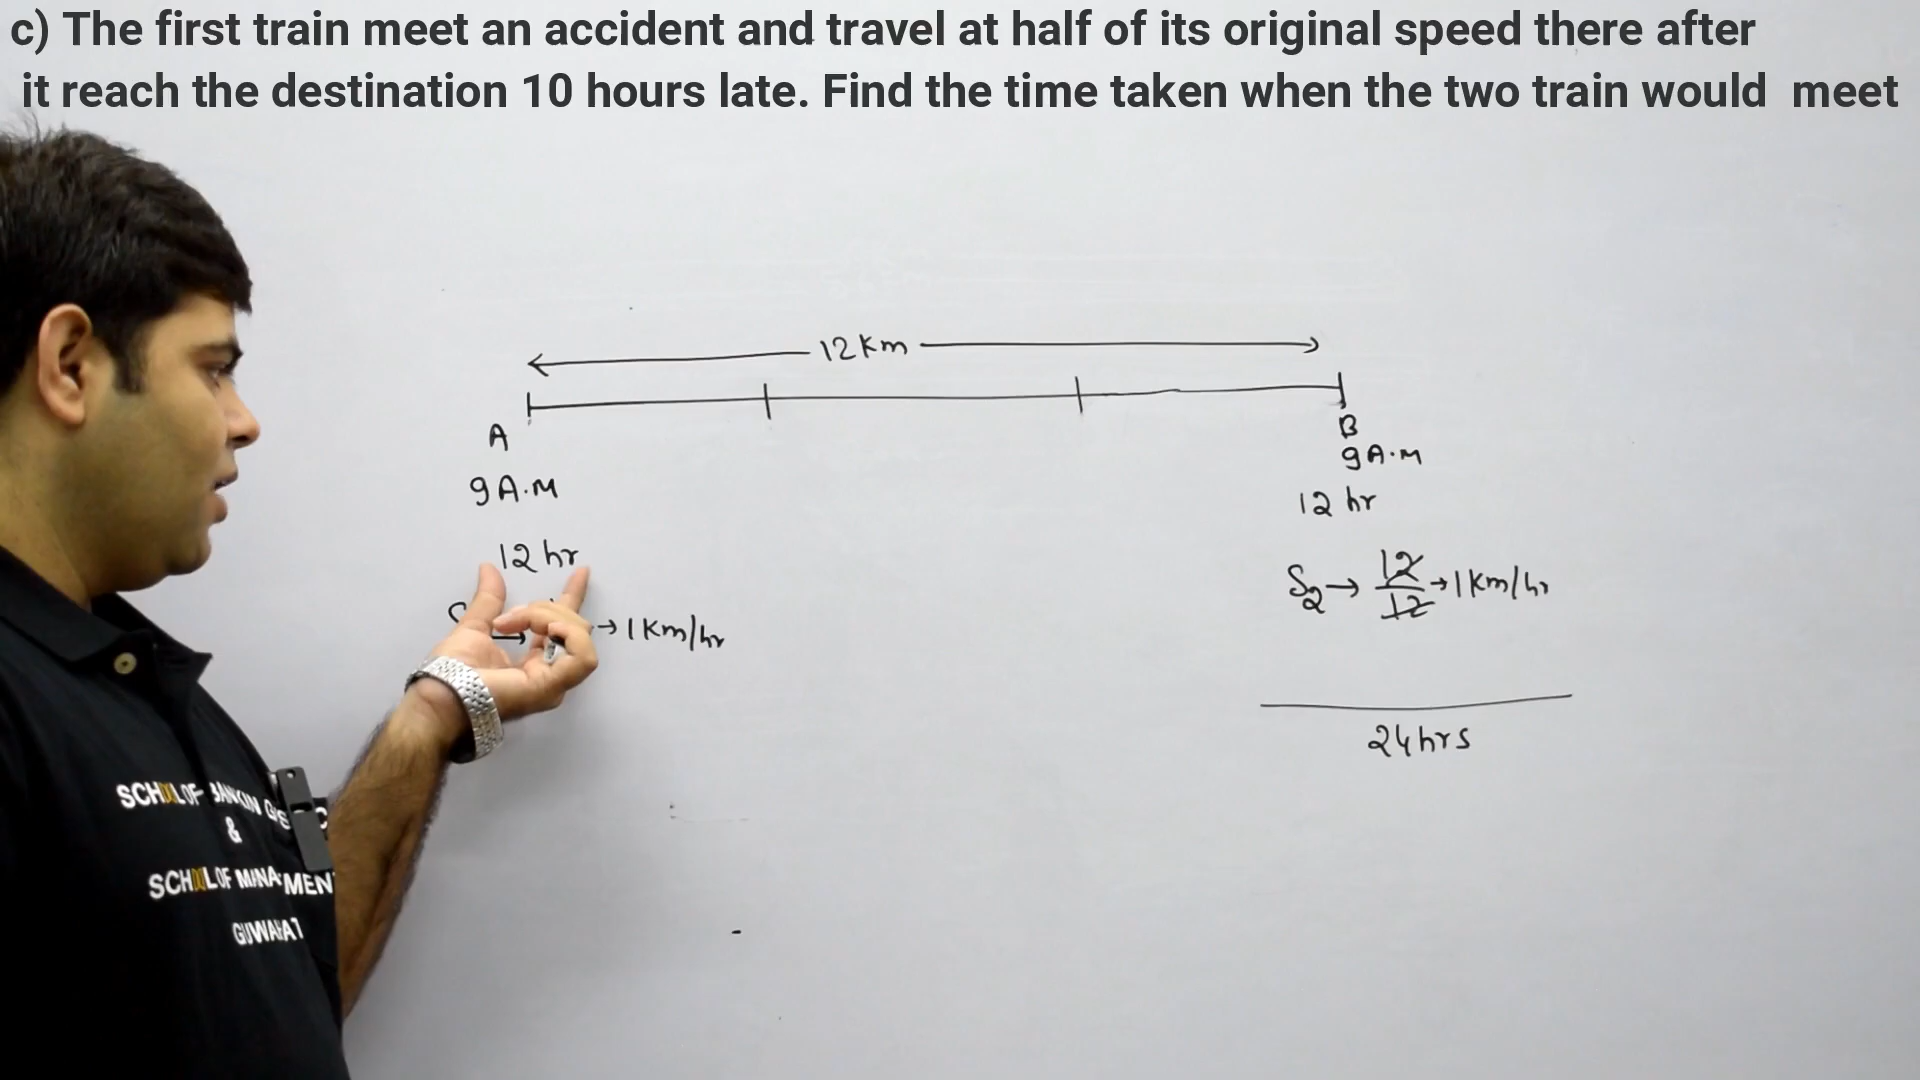 c) The first train meet an accident and travel at half of its original speed there after
it reach the destination 10 hours late. Find the time taken when the two train would meet
12 Km
A
B
9 A.M
9 A.M
12 hr
12 hr
S2 → 12/12 → 1 Km/hr
→ 1 Km/hr
24 hrs
SCHOOL OF BANKING
&
SCHOOL OF